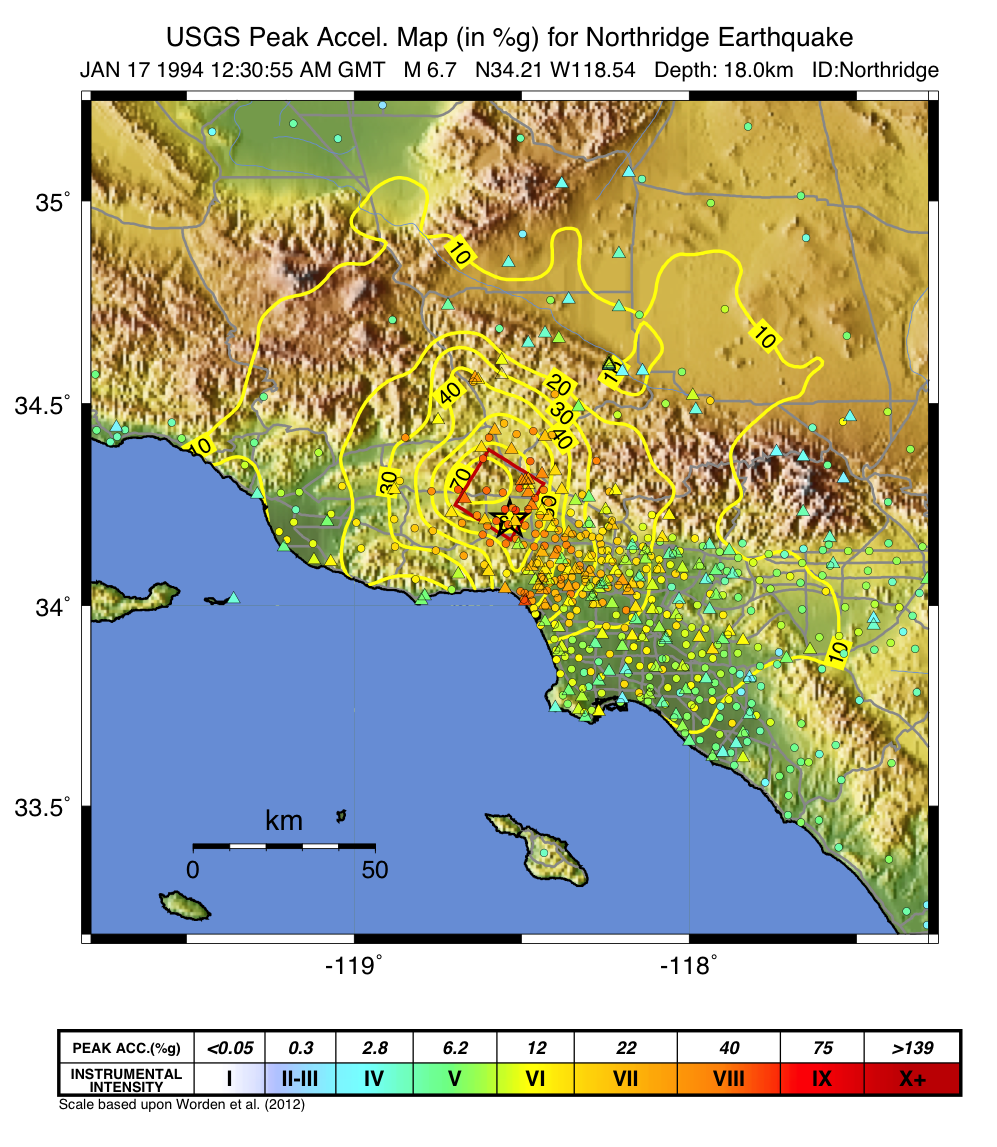 USGS Peak Accel. Map (in %g) for Northridge Earthquake
JAN 17 1994 12:30:55 AM GMT M 6.7 N34.21 W118.54 Depth: 18.0km ID:Northridge
35˚
10
10
20
40
30
34.5˚
40
10
30
70
34˚
10
km
33.5˚
0 50
-119˚ -118˚
PEAK ACC.(%g) <0.05 0.3 2.8 6.2 12 22 40 75 >139
INSTRUMENTAL INTENSITY I II-III IV V VI VII VIII IX X+
Scale based upon Worden et al. (2012)